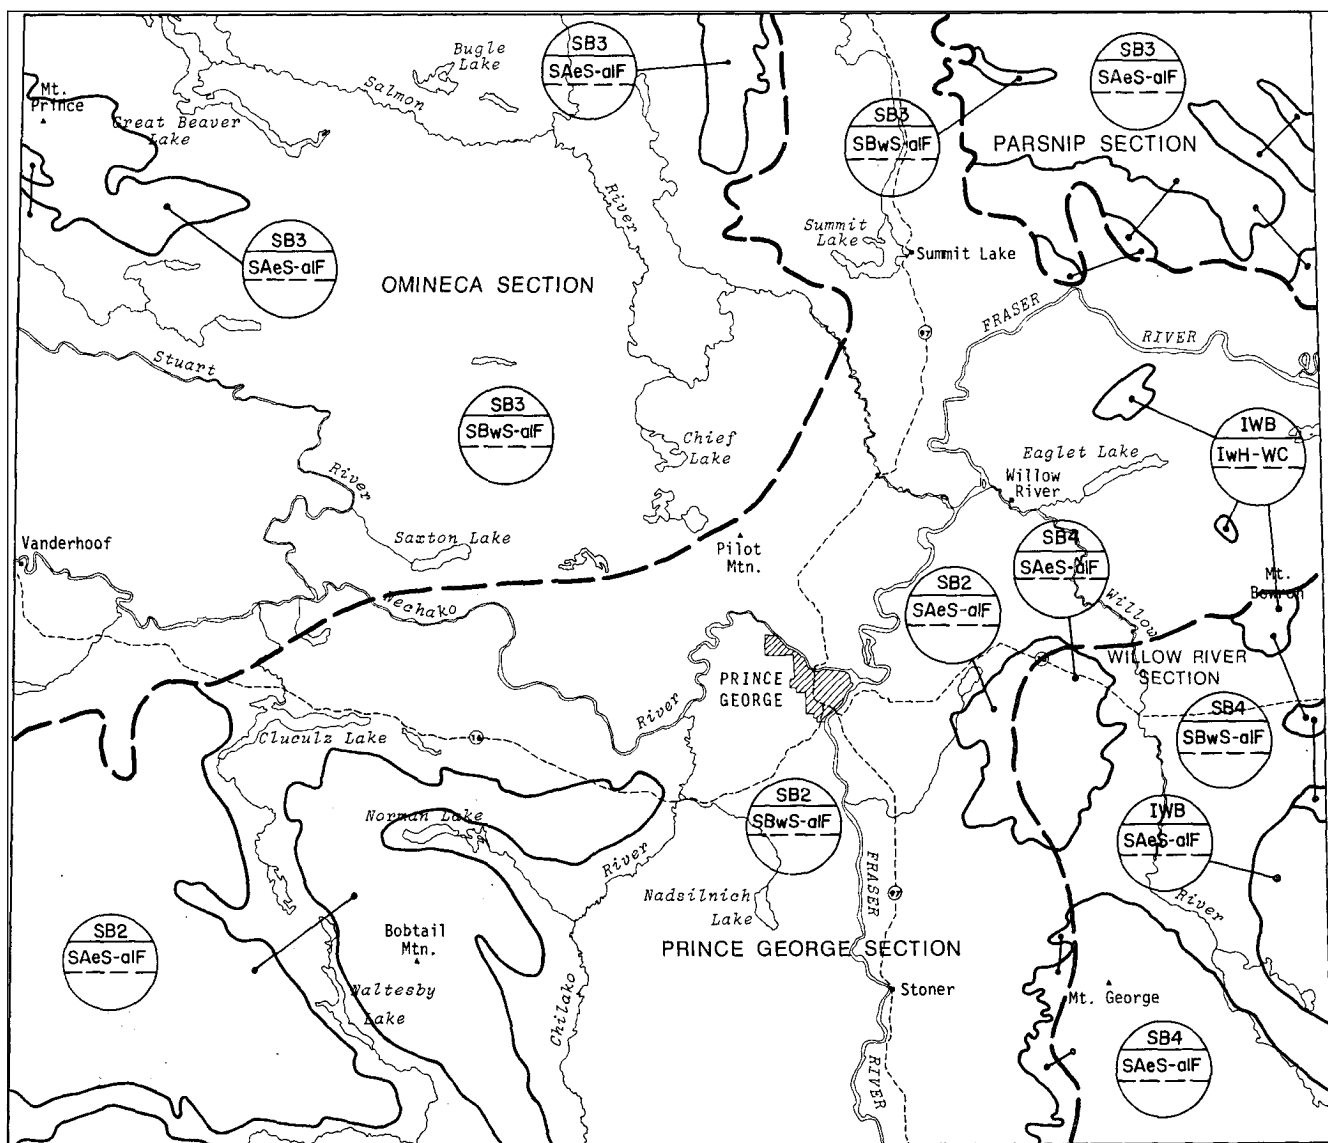 SB3
SAeS-alF
Bugle
Lake
Salmon
Mt.
Prince
Great Beaver
Lake
SB3
SAeS-alF
SB3
SBwS-alF
PARSNIP SECTION
River
Summit
Lake
Summit Lake
SB3
SAeS-alF
OMINECA SECTION
FRASER
RIVER
97
Stuart
SB3
SBwS-alF
Chief
Lake
IWB
IwH-WC
Eaglet Lake
Willow
River
River
Saxton Lake
Vanderhoof
Pilot
Mtn.
SB4
SAeS-alF
SB2
SAeS-alF
Mt.
Bowron
Nechako
Willow
WILLOW RIVER
SECTION
PRINCE
GEORGE
River
SB4
SBwS-alF
Cluculz Lake
16
SB2
SBwS-alF
Norman Lake
River
IWB
SAeS-alF
FRASER
97
Nadsilnich
Lake
River
SB2
SAeS-alF
Bobtail
Mtn.
PRINCE GEORGE SECTION
Naltesby
Lake
Chilako
Stoner
Mt. George
SB4
SAeS-alF
RIVER